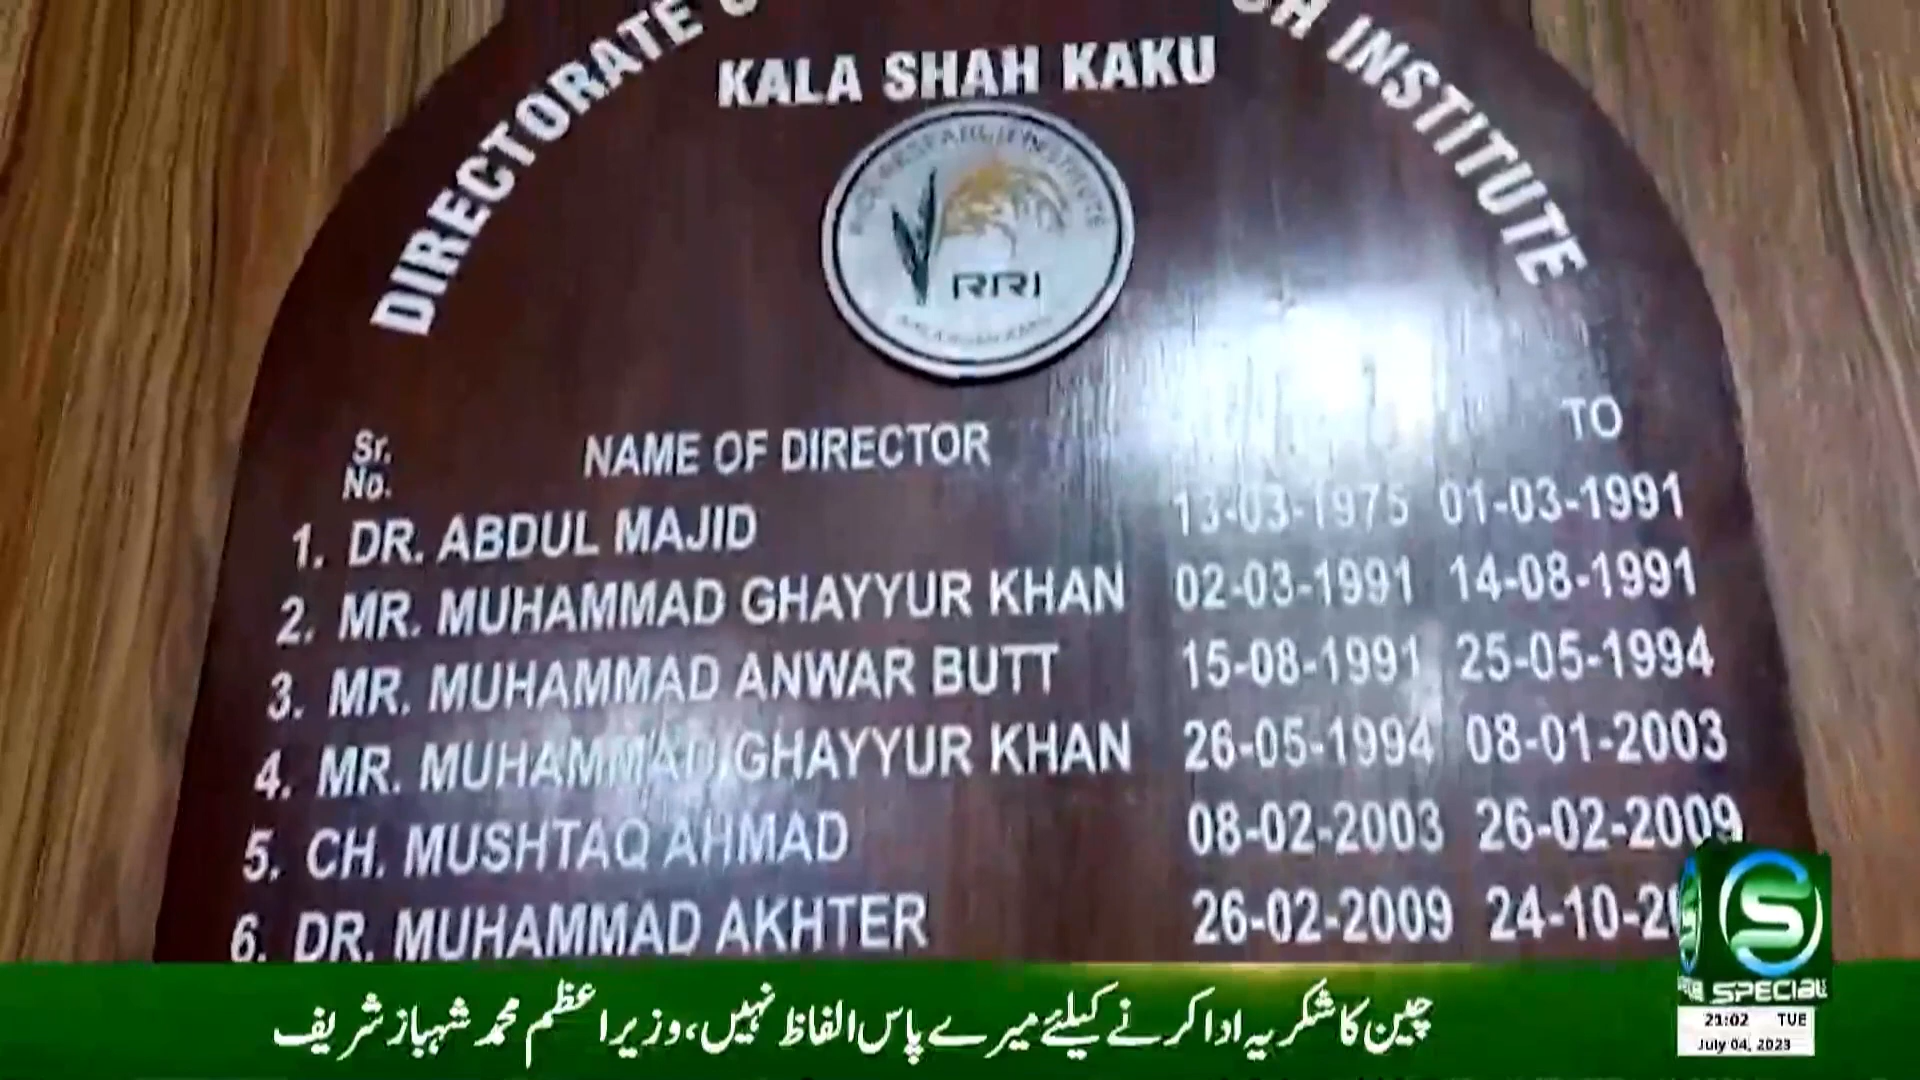 DIRECTORATE
INSTITUTE
KALA SHAH KAKU
RRI
Sr. No.
NAME OF DIRECTOR
TO
1. DR. ABDUL MAJID 13-03-1975 01-03-1991
2. MR. MUHAMMAD GHAYYUR KHAN 02-03-1991 14-08-1991
3. MR. MUHAMMAD ANWAR BUTT 15-08-1991 25-05-1994
4. MR. MUHAMMAD GHAYYUR KHAN 26-05-1994 08-01-2003
5. CH. MUSHTAQ AHMAD 08-02-2003 26-02-2009
6. DR. MUHAMMAD AKHTER 26-02-2009 24-10-20
S
SPECIAL
21:02 TUE
July 04, 2023
چین کا شکریہ ادا کرنے کیلئے میرے پاس الفاظ نہیں، وزیراعظم محمد شہباز شریف